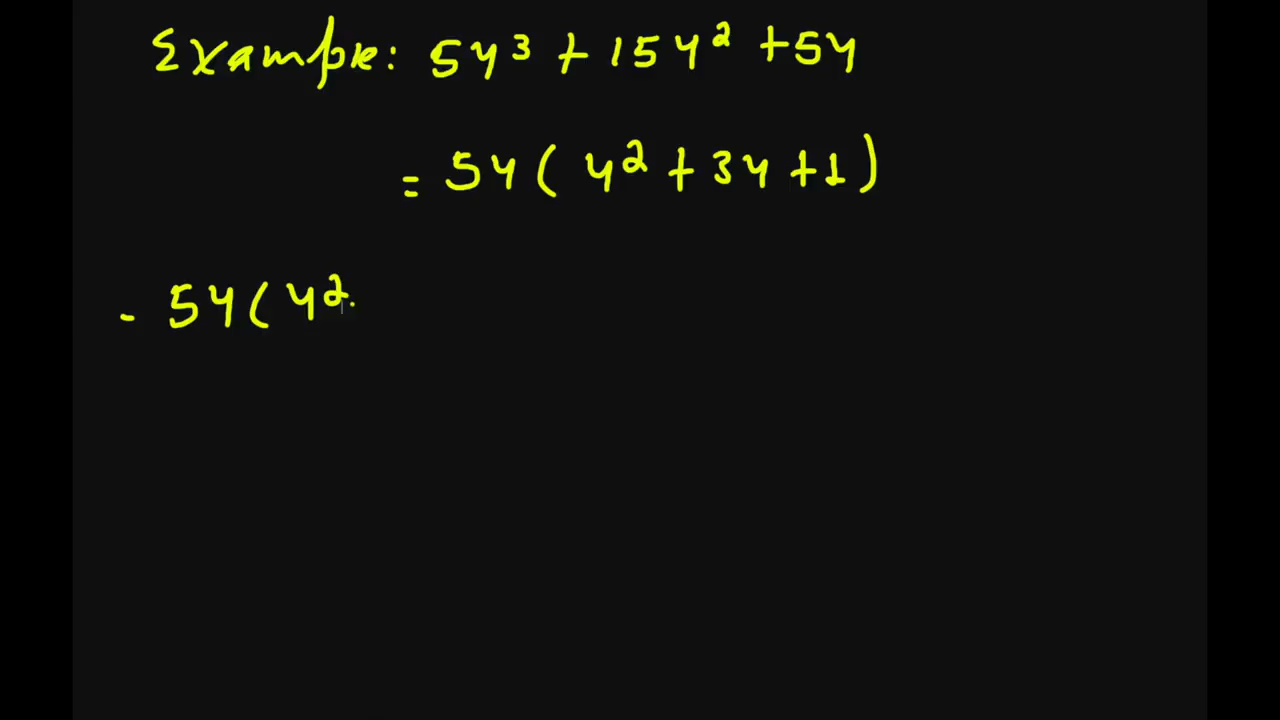 Example: 5y³ + 15y² + 5y
= 5y( y² + 3y + 1 )
- 5y( y²